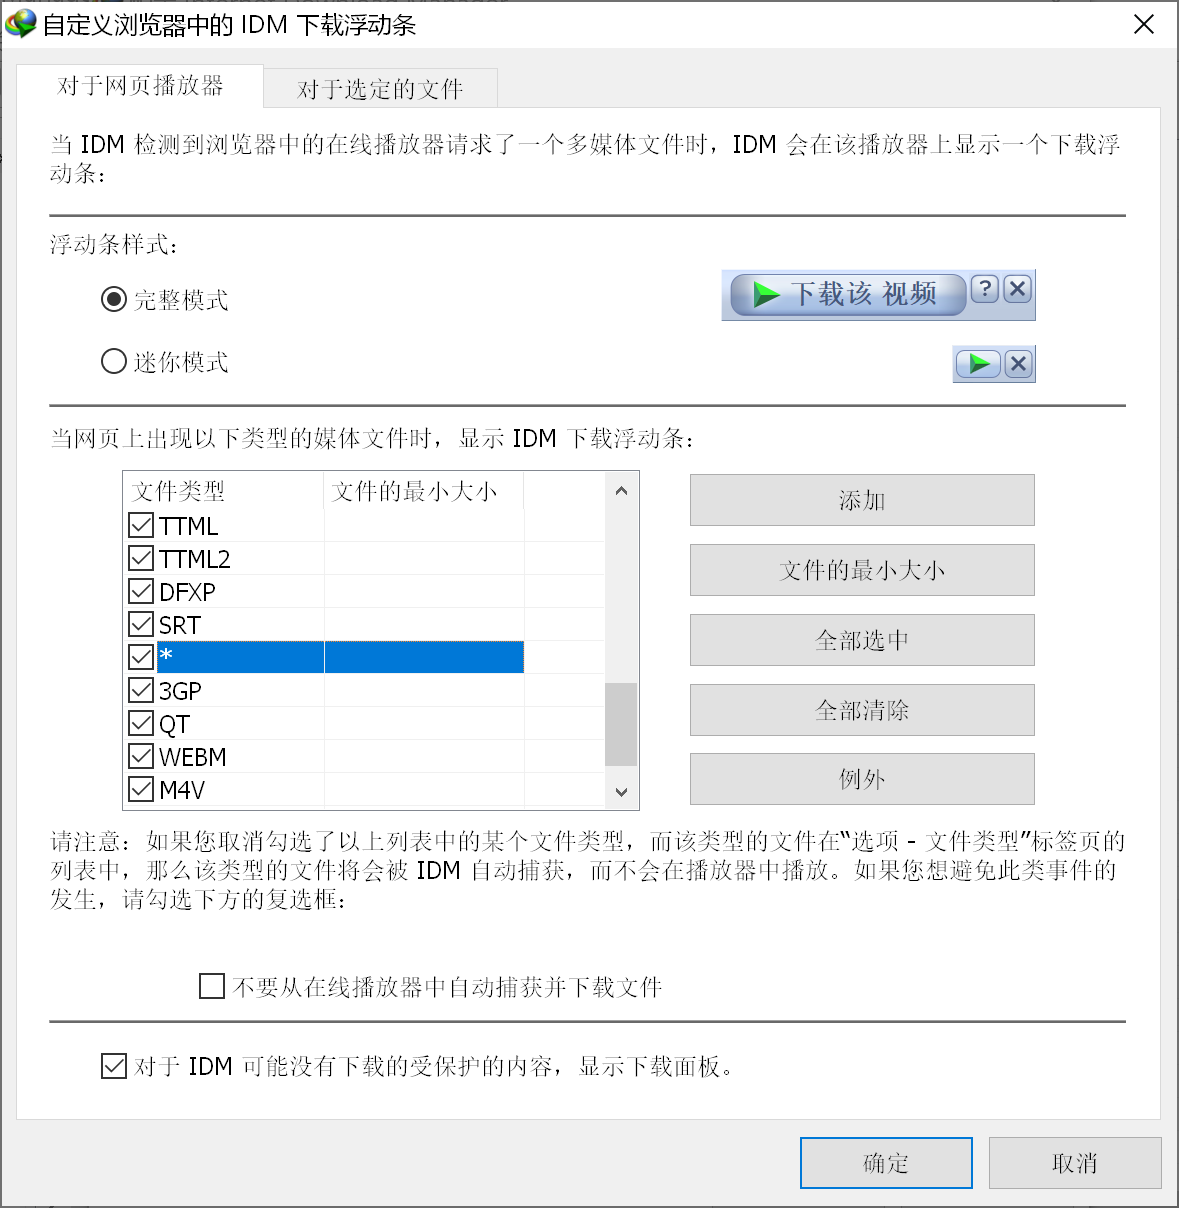 自定义浏览器中的 IDM 下载浮动条
对于网页播放器
对于选定的文件
当 IDM 检测到浏览器中的在线播放器请求了一个多媒体文件时，IDM 会在该播放器上显示一个下载浮
动条：
浮动条样式：
完整模式
下载该 视频
?
迷你模式
当网页上出现以下类型的媒体文件时，显示 IDM 下载浮动条：
文件类型 文件的最小大小
TTML
TTML2
DFXP
SRT
*
3GP
QT
WEBM
M4V
添加
文件的最小大小
全部选中
全部清除
例外
请注意：如果您取消勾选了以上列表中的某个文件类型，而该类型的文件在“选项 - 文件类型”标签页的
列表中，那么该类型的文件将会被 IDM 自动捕获，而不会在播放器中播放。如果您想避免此类事件的
发生，请勾选下方的复选框：
不要从在线播放器中自动捕获并下载文件
对于 IDM 可能没有下载的受保护的内容，显示下载面板。
确定
取消